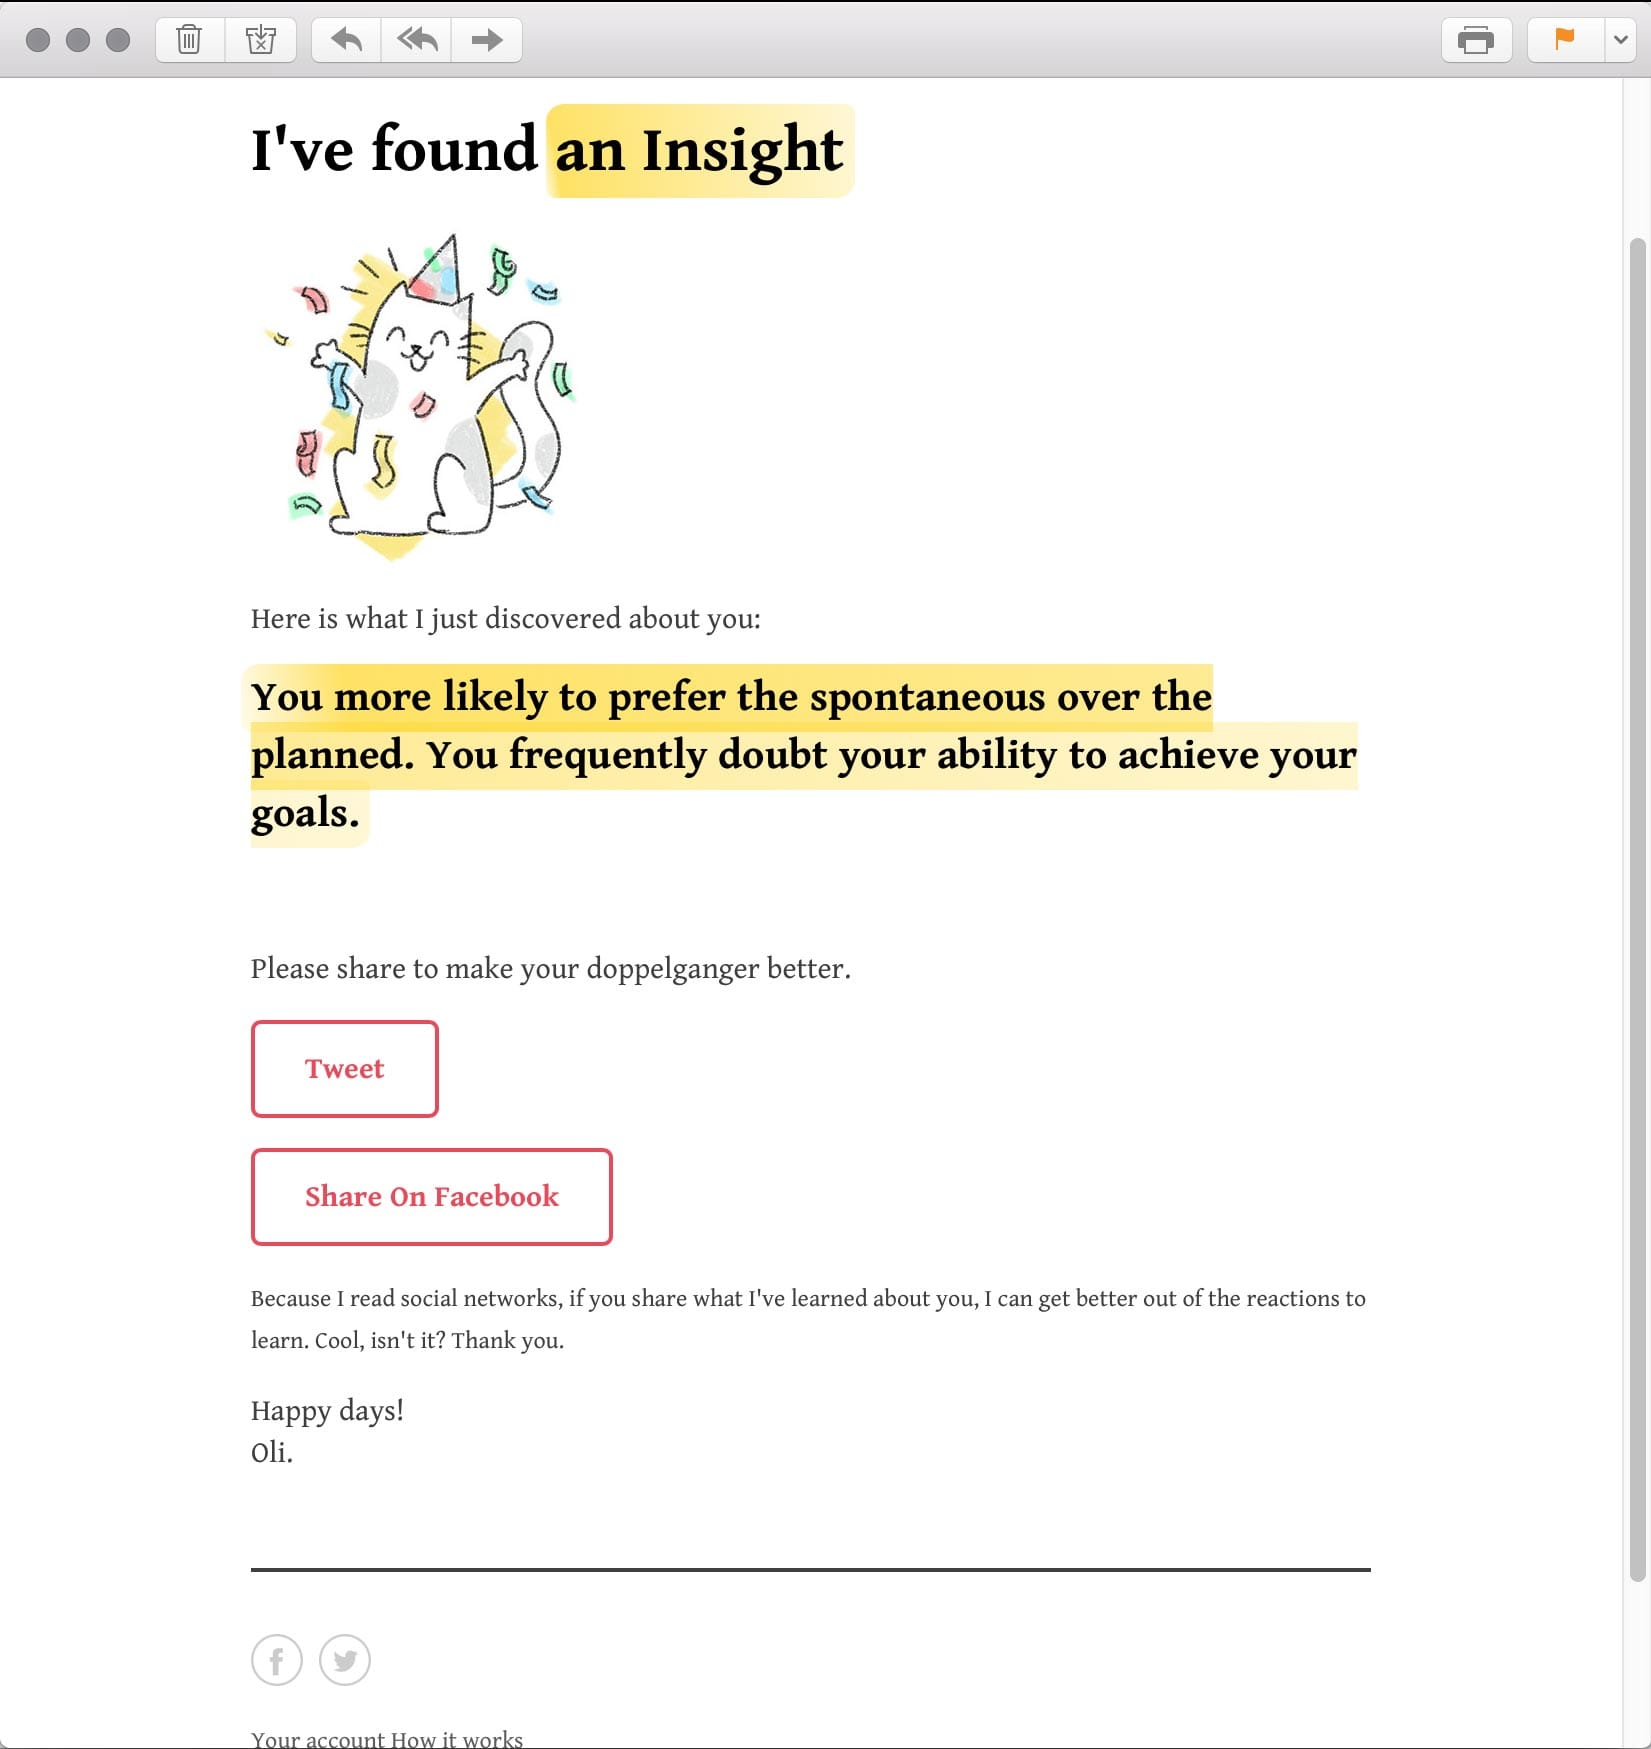 I've found an Insight
Here is what I just discovered about you:
You more likely to prefer the spontaneous over the
planned. You frequently doubt your ability to achieve your
goals.
Please share to make your doppelganger better.
Tweet
Share On Facebook
Because I read social networks, if you share what I've learned about you, I can get better out of the reactions to
learn. Cool, isn't it? Thank you.
Happy days!
Oli.
Your account How it works